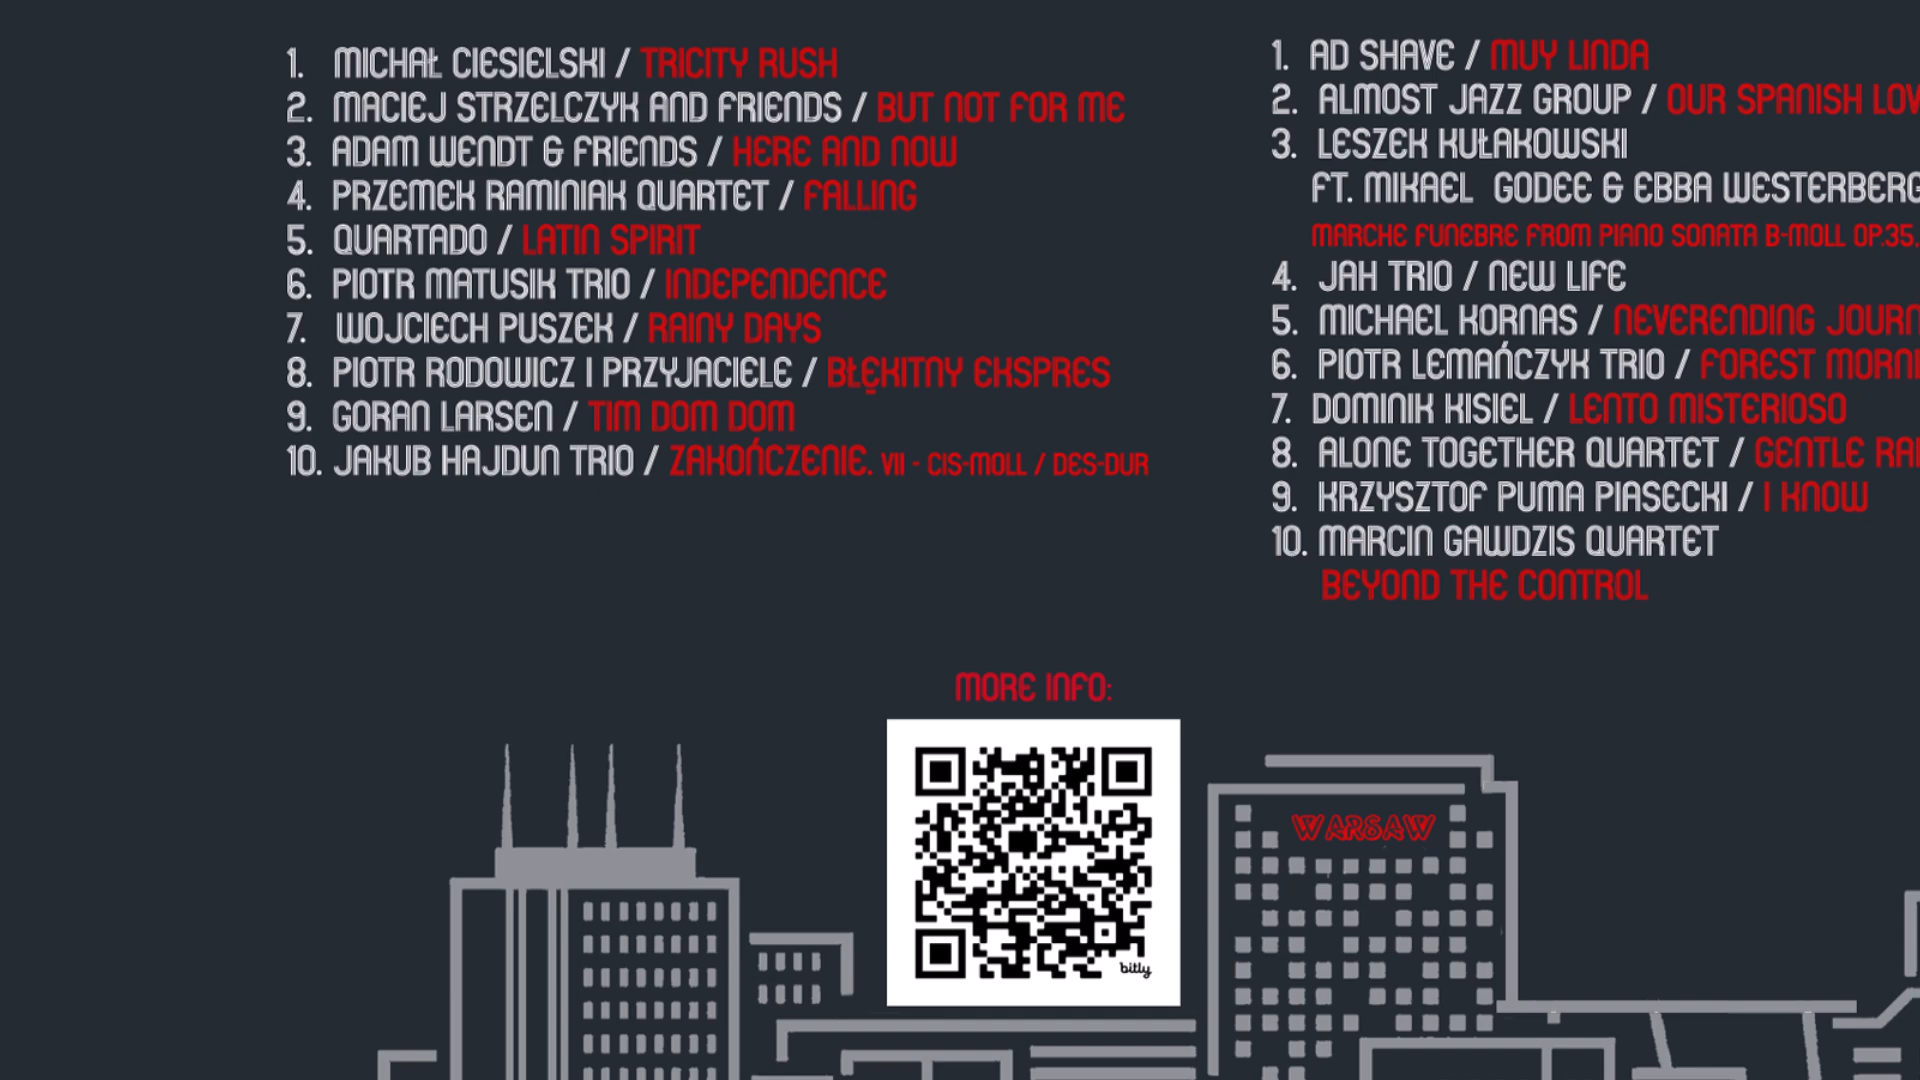 1. MICHAŁ CIESIELSKI / TRICITY RUSH
2. MACIEJ STRZELCZYK AND FRIENDS / BUT NOT FOR ME
3. ADAM WENDT & FRIENDS / HERE AND NOW
4. PRZEMEK RAMINIAK QUARTET / FALLING
5. QUARTADO / LATIN SPIRIT
6. PIOTR MATUSIK TRIO / INDEPENDENCE
7. WOJCIECH PUSZEK / RAINY DAYS
8. PIOTR RODOWICZ I PRZYJACIELE / BŁĘKITNY EKSPRES
9. GORAN LARSEN / TIM DOM DOM
10. JAKUB HAJDUN TRIO / ZAKOŃCZENIE. VII - CIS-MOLL / DES-DUR
1. AD SHAVE / MUY LINDA
2. ALMOST JAZZ GROUP / OUR SPANISH
3. LESZEK KUŁAKOWSKI
FT. MIKAEL GODEE & EBBA WESTERBERG
MARCHE FUNEBRE FROM PIANO SONATA B-MOLL OP.35,
4. JAH TRIO / NEW LIFE
5. MICHAEL KORNAS / NEVERENDING
6. PIOTR LEMAŃCZYK TRIO / FOREST
7. DOMINIK KISIEL / LENTO MISTERIOSO
8. ALONE TOGETHER QUARTET / GENTLE
9. KRZYSZTOF PUMA PIASECKI / I KNOW
10. MARCIN GAWDZIS QUARTET
BEYOND THE CONTROL
MORE INFO:
bitly
WARSAW